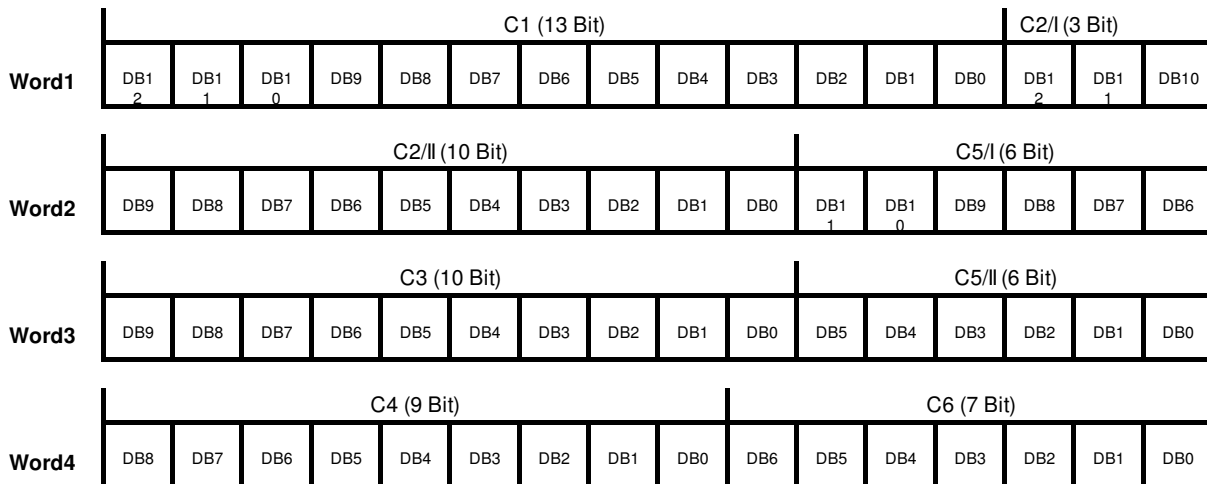 C1 (13 Bit) C2/I (3 Bit)
Word1 DB12 DB11 DB10 DB9 DB8 DB7 DB6 DB5 DB4 DB3 DB2 DB1 DB0 DB12 DB11 DB10
C2/II (10 Bit) C5/I (6 Bit)
Word2 DB9 DB8 DB7 DB6 DB5 DB4 DB3 DB2 DB1 DB0 DB11 DB10 DB9 DB8 DB7 DB6
C3 (10 Bit) C5/II (6 Bit)
Word3 DB9 DB8 DB7 DB6 DB5 DB4 DB3 DB2 DB1 DB0 DB5 DB4 DB3 DB2 DB1 DB0
C4 (9 Bit) C6 (7 Bit)
Word4 DB8 DB7 DB6 DB5 DB4 DB3 DB2 DB1 DB0 DB6 DB5 DB4 DB3 DB2 DB1 DB0